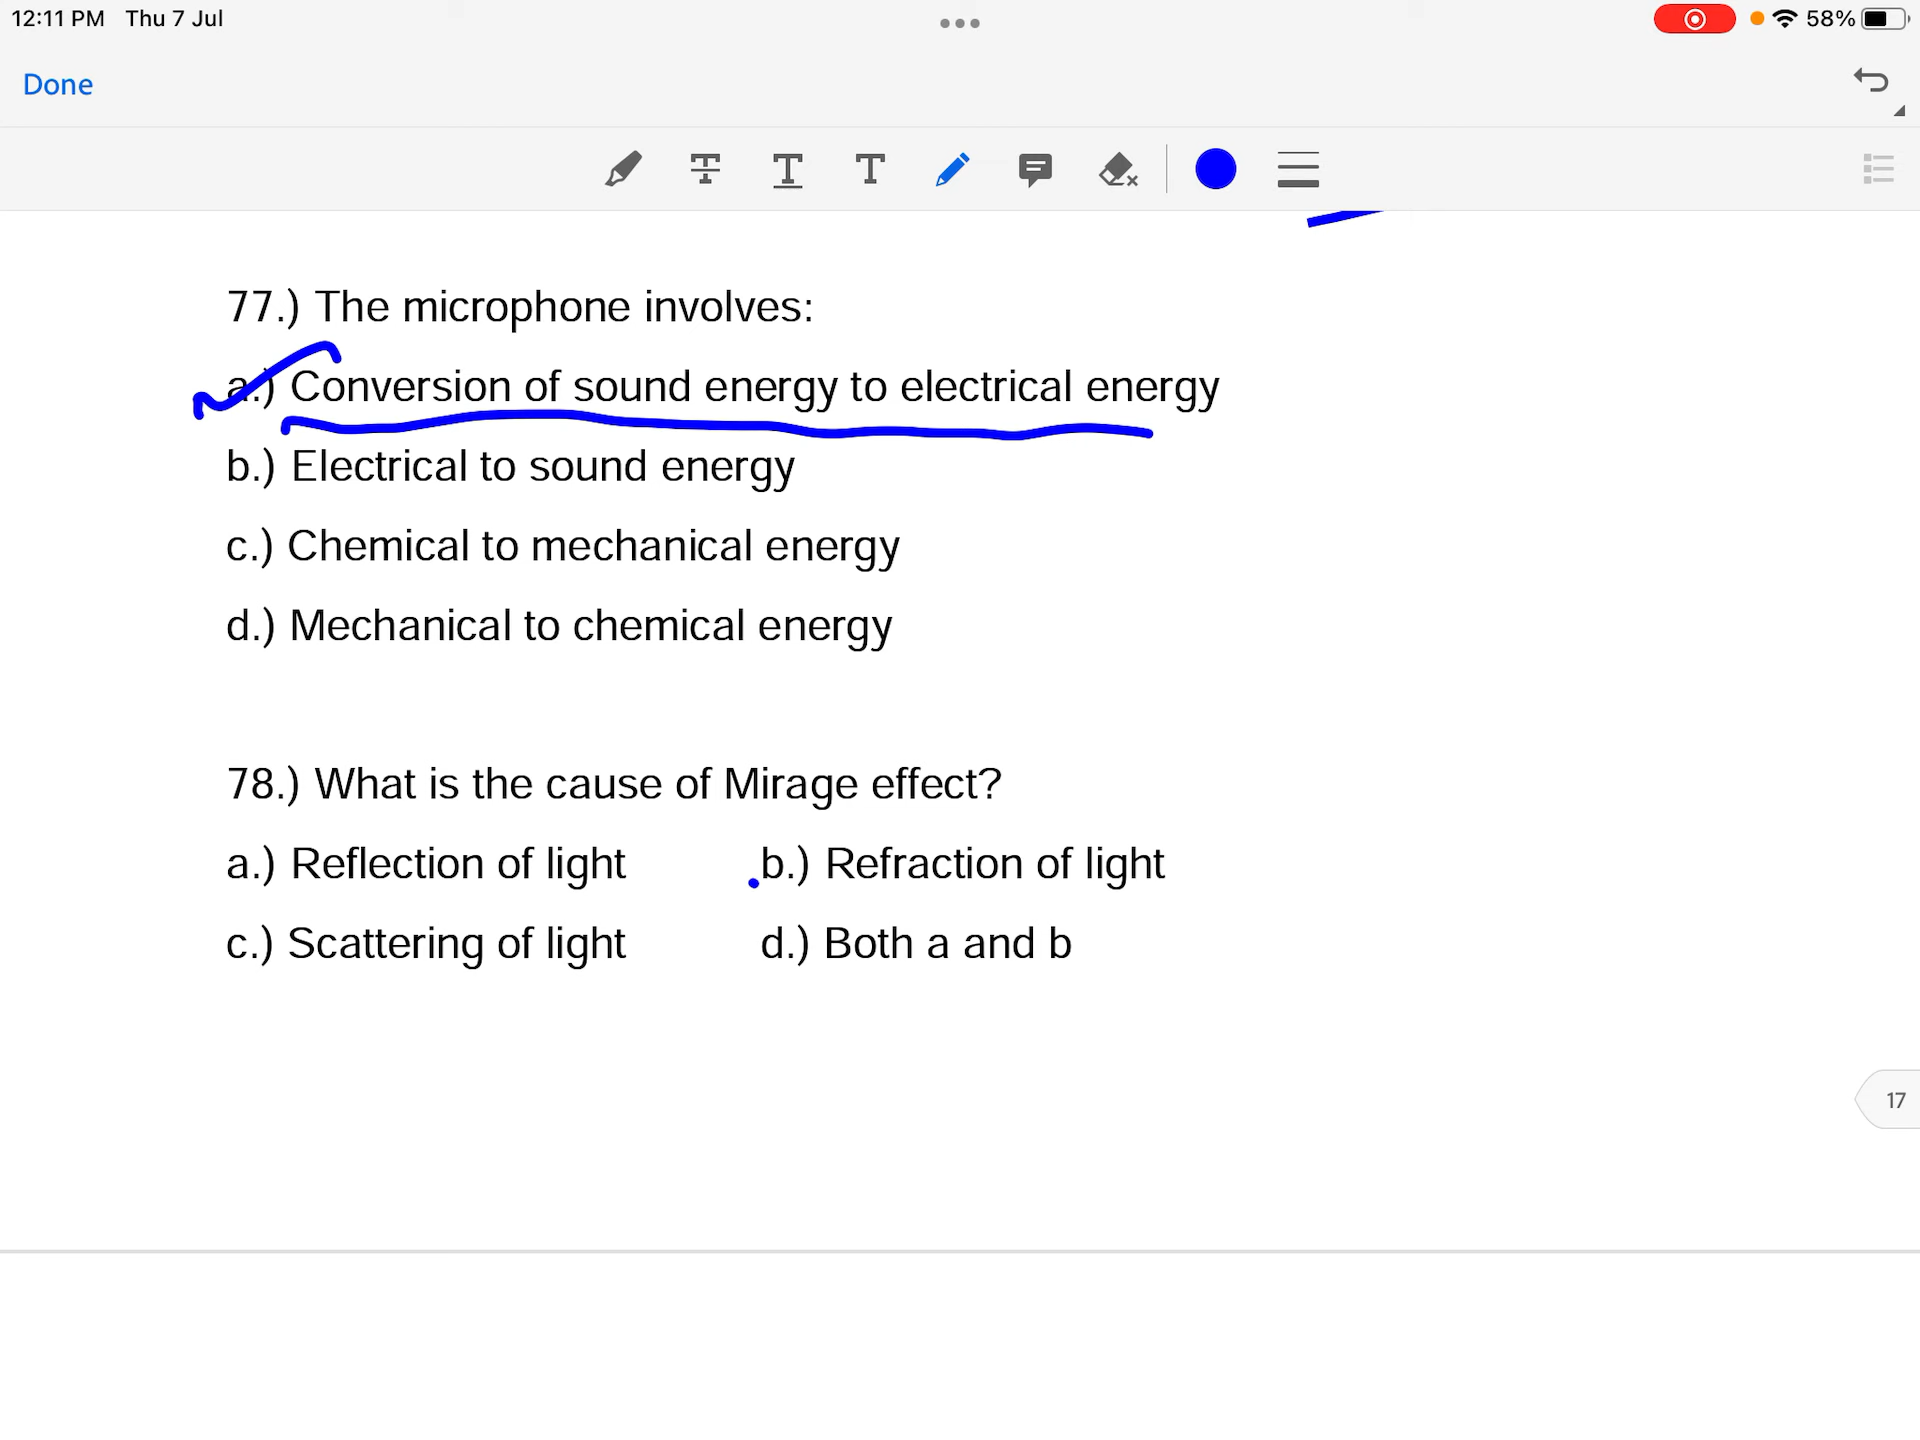 12:11 PM Thu 7 Jul
58%
Done
77.) The microphone involves:
a.) Conversion of sound energy to electrical energy
b.) Electrical to sound energy
c.) Chemical to mechanical energy
d.) Mechanical to chemical energy
78.) What is the cause of Mirage effect?
a.) Reflection of light b.) Refraction of light
c.) Scattering of light d.) Both a and b
17